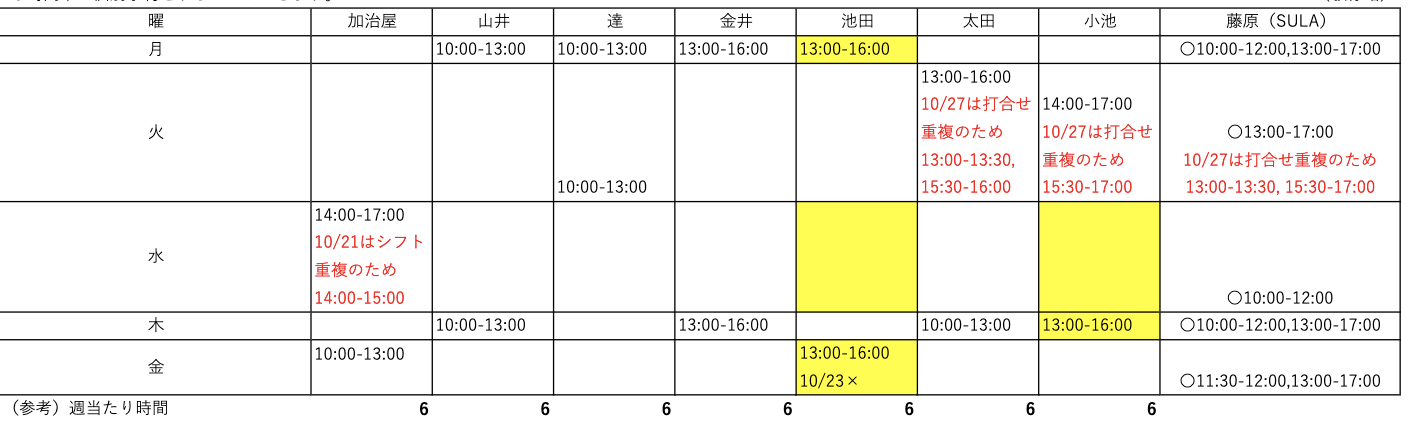 曜 加治屋 山井 達 金井 池田 太田 小池 藤原（SULA）
月 10:00-13:00 10:00-13:00 13:00-16:00 13:00-16:00 〇10:00-12:00,13:00-17:00
火
10:00-13:00
13:00-16:00
10/27は打合せ
重複のため
13:00-13:30,
15:30-16:00
14:00-17:00
10/27は打合せ
重複のため
15:30-17:00
〇13:00-17:00
10/27は打合せ重複のため
13:00-13:30, 15:30-17:00
水
14:00-17:00
10/21はシフト
重複のため
14:00-15:00
〇10:00-12:00
木 10:00-13:00 13:00-16:00 10:00-13:00 13:00-16:00 〇10:00-12:00,13:00-17:00
金
10:00-13:00
13:00-16:00
10/23×
〇11:30-12:00,13:00-17:00
（参考）週当たり時間 6 6 6 6 6 6 6